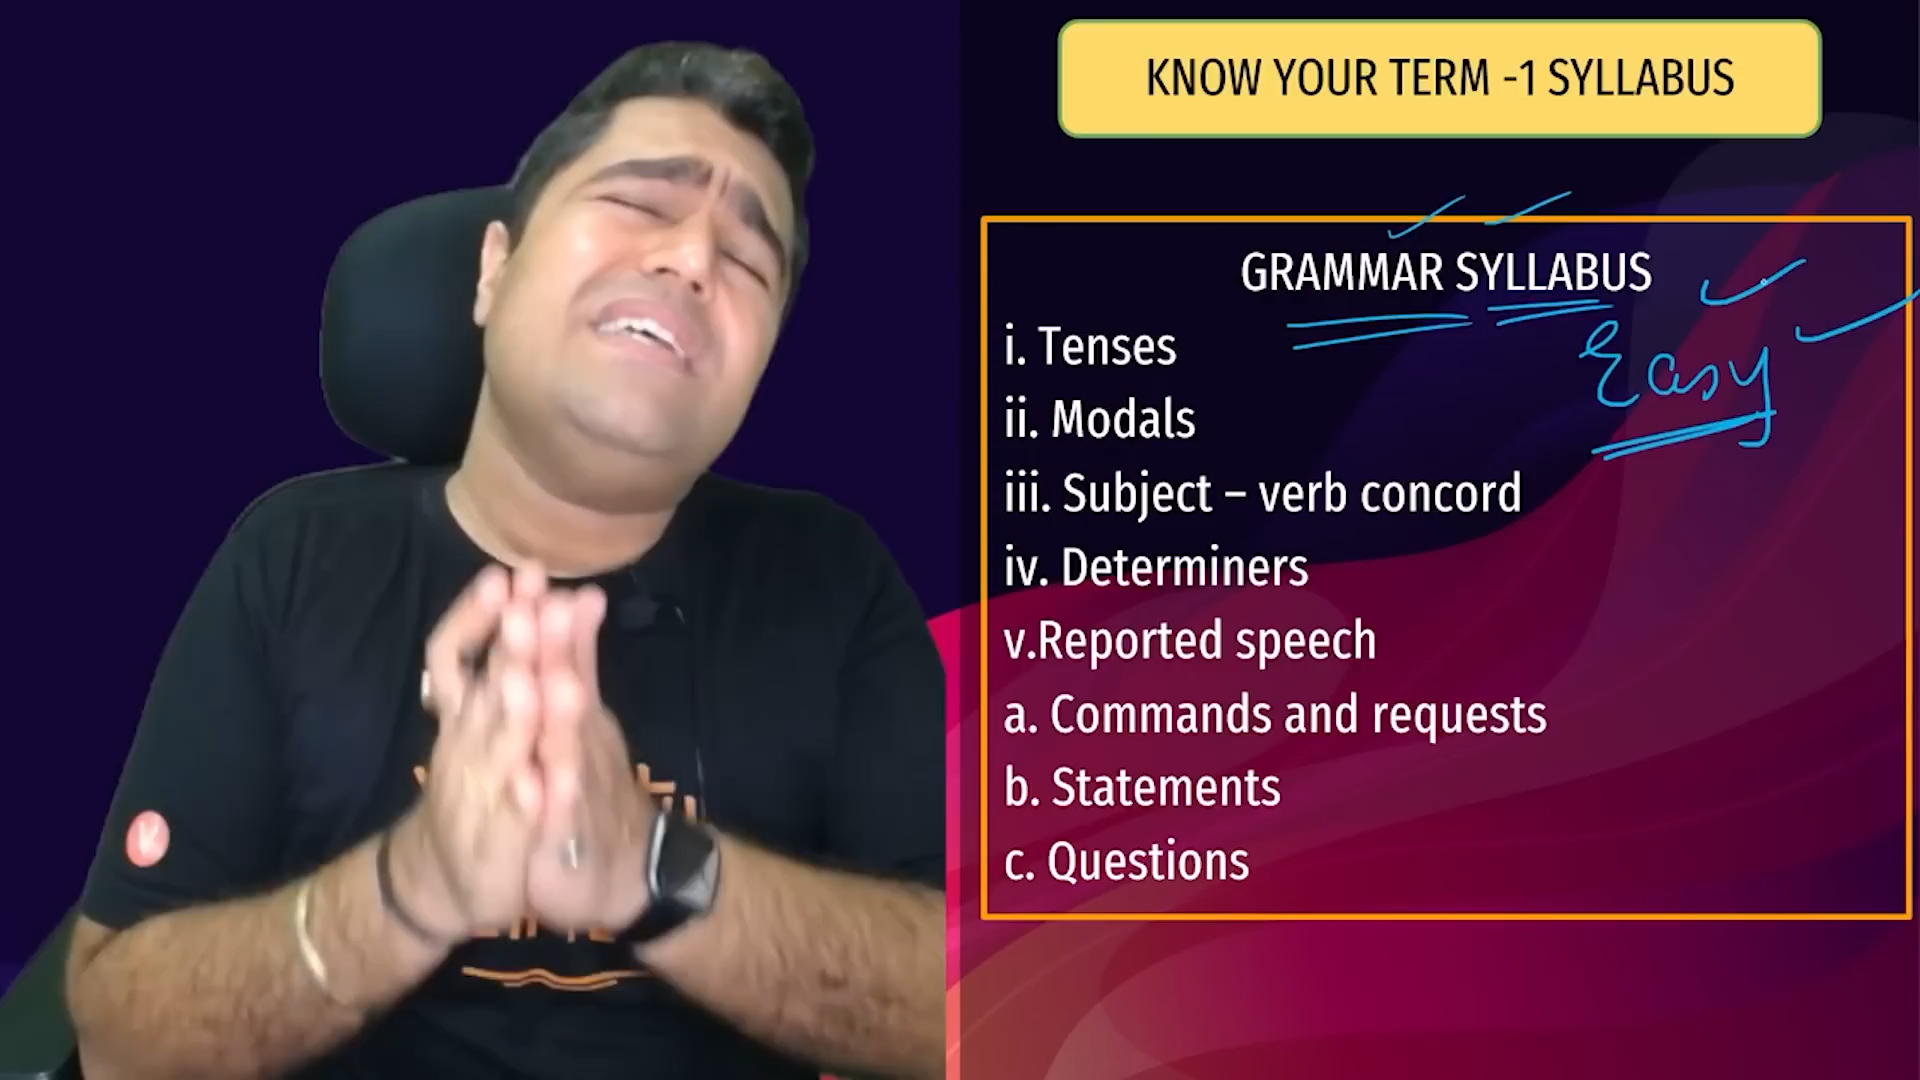 KNOW YOUR TERM -1 SYLLABUS
GRAMMAR SYLLABUS
Easy
i. Tenses
ii. Modals
iii. Subject – verb concord
iv. Determiners
v.Reported speech
a. Commands and requests
b. Statements
c. Questions